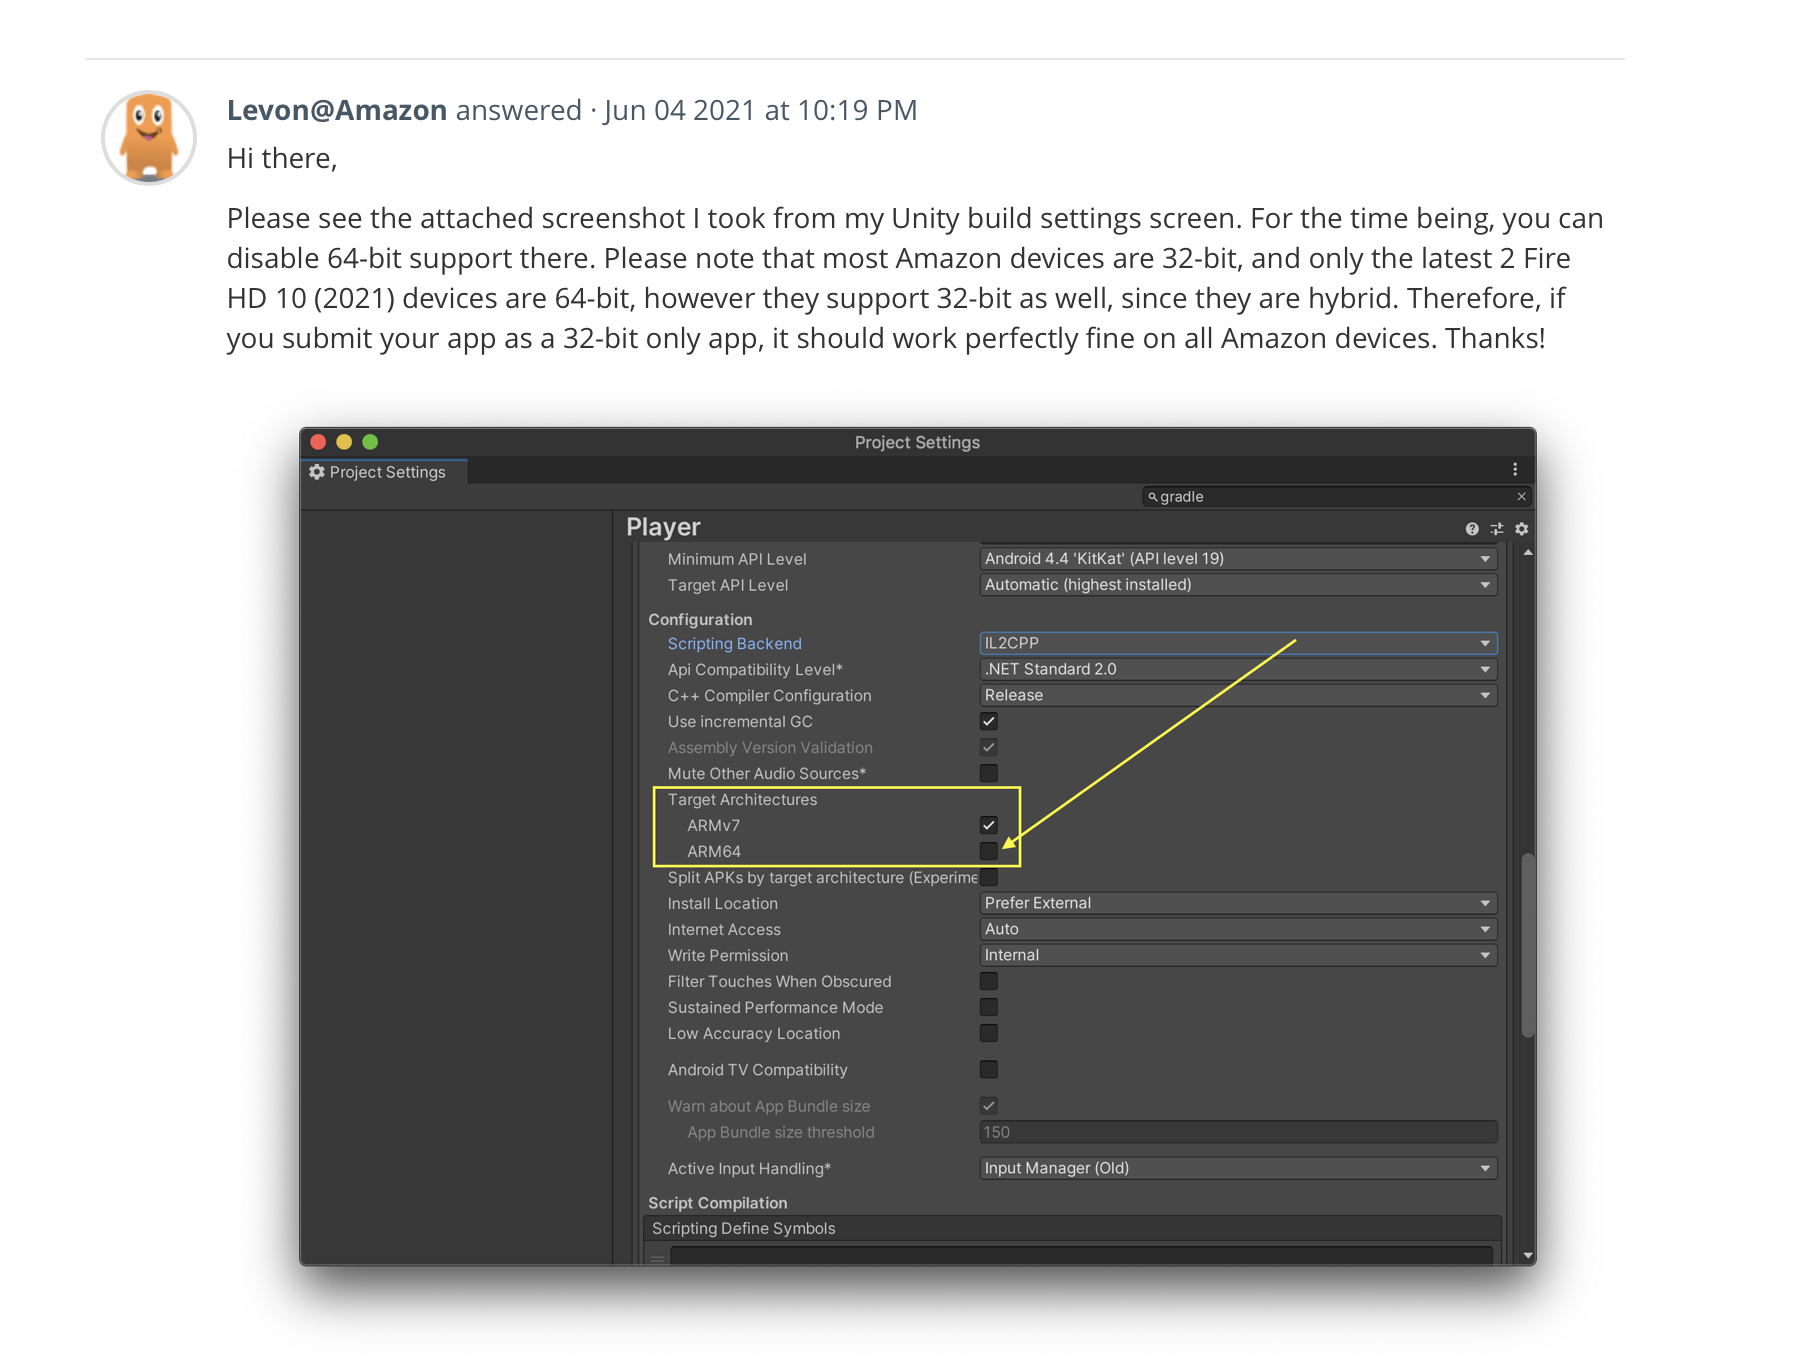 Levon@Amazon answered · Jun 04 2021 at 10:19 PM
Hi there,
Please see the attached screenshot I took from my Unity build settings screen. For the time being, you can
disable 64-bit support there. Please note that most Amazon devices are 32-bit, and only the latest 2 Fire
HD 10 (2021) devices are 64-bit, however they support 32-bit as well, since they are hybrid. Therefore, if
you submit your app as a 32-bit only app, it should work perfectly fine on all Amazon devices. Thanks!
Project Settings
Project Settings
gradle
Player
Minimum API Level Android 4.4 'KitKat' (API level 19)
Target API Level Automatic (highest installed)
Configuration
Scripting Backend IL2CPP
Api Compatibility Level* .NET Standard 2.0
C++ Compiler Configuration Release
Use incremental GC
Assembly Version Validation
Mute Other Audio Sources*
Target Architectures
ARMv7
ARM64
Split APKs by target architecture (Experime
Install Location Prefer External
Internet Access Auto
Write Permission Internal
Filter Touches When Obscured
Sustained Performance Mode
Low Accuracy Location
Android TV Compatibility
Warn about App Bundle size
App Bundle size threshold 150
Active Input Handling* Input Manager (Old)
Script Compilation
Scripting Define Symbols